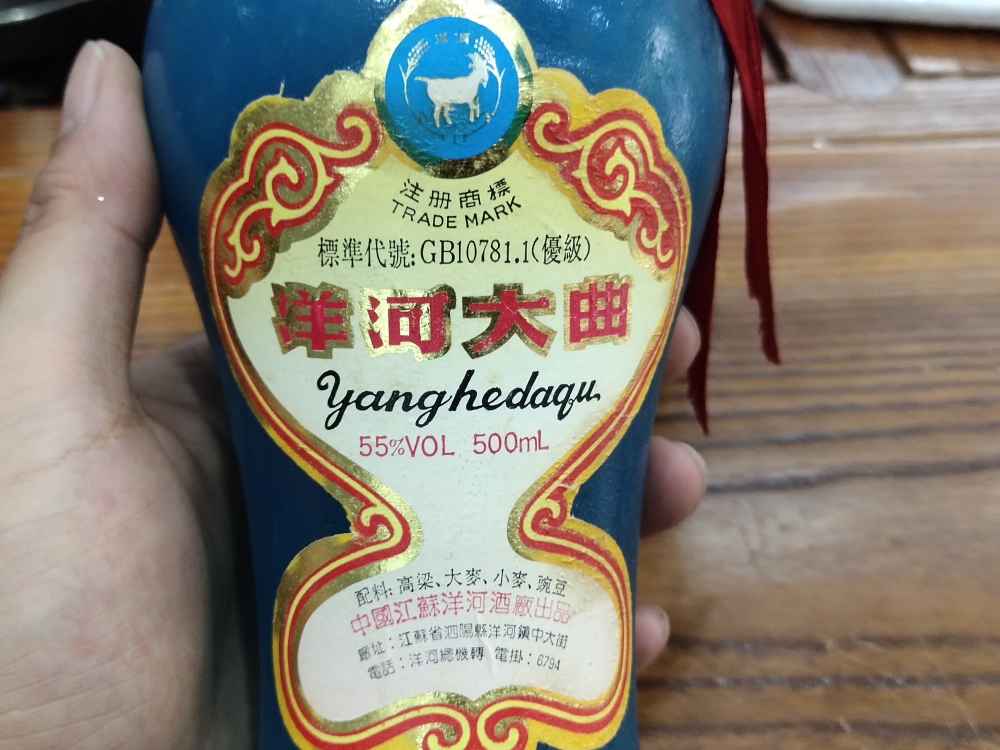 注册商標
TRADE MARK
標準代號:GB10781.1(優級)
洋河大曲
Yanghedaqu
55%VOL 500mL
配料:高梁、大麥、小麥、豌豆
中國江蘇洋河酒廠出品
廠址:江蘇省泗陽縣洋河鎮中大街
電話:洋河總機轉 電掛:6794